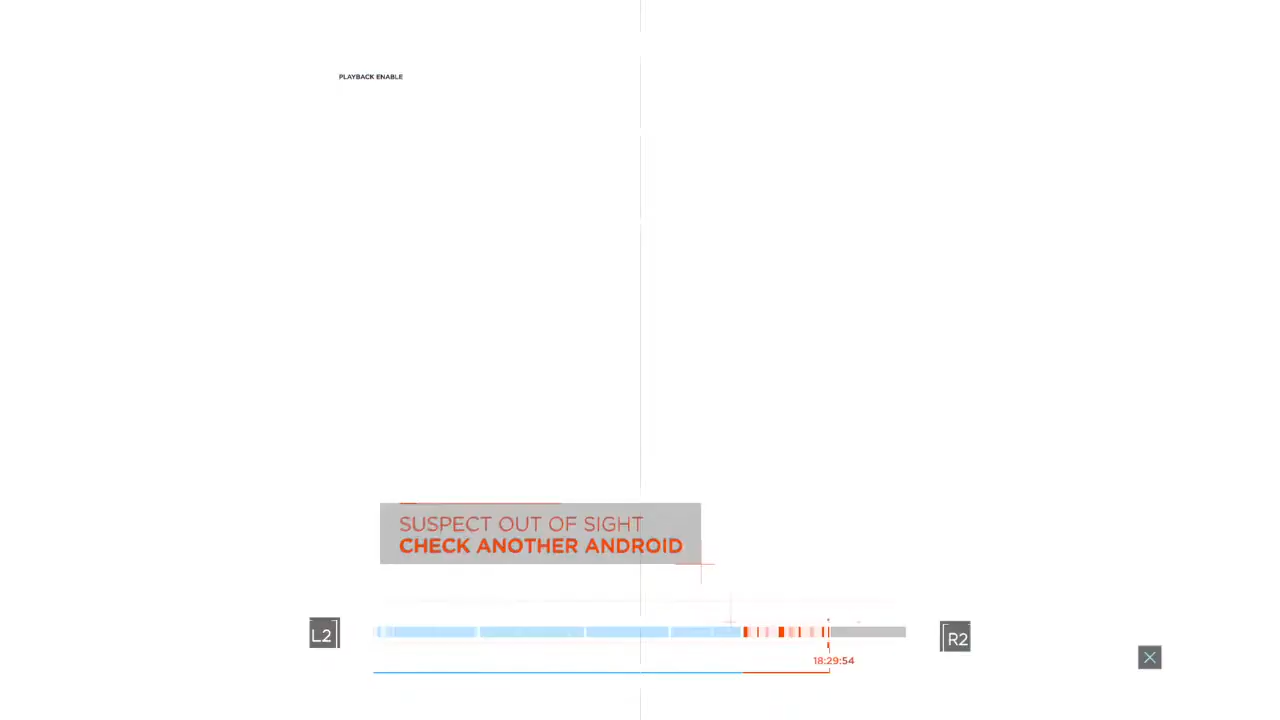 PLAYBACK ENABLE
SUSPECT OUT OF SIGHT
CHECK ANOTHER ANDROID
L2
R2
18:29:54